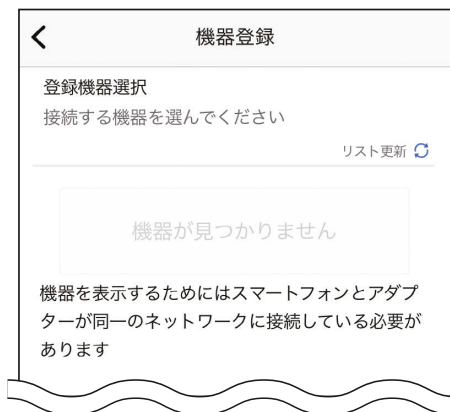 機器登録
登録機器選択
接続する機器を選んでください
リスト更新
機器が見つかりません
機器を表示するためにはスマートフォンとアダプ
ターが同一のネットワークに接続している必要が
あります